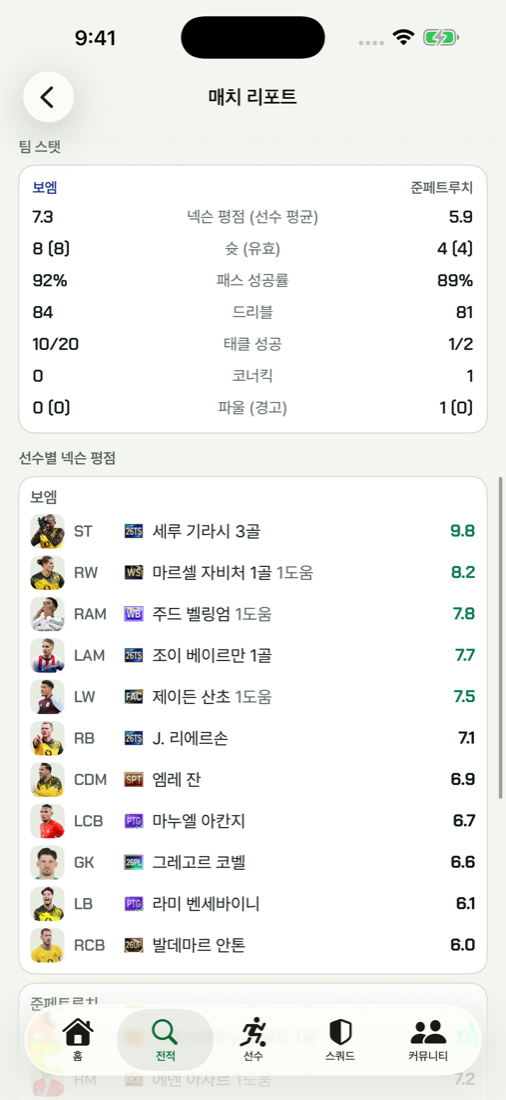 9:41
매치 리포트
팀 스탯
보엠 준페트루치
7.3 넥슨 평점 (선수 평균) 5.9
8 (8) 슛 (유효) 4 (4)
92% 패스 성공률 89%
84 드리블 81
10/20 태클 성공 1/2
0 코너킥 1
0 (0) 파울 (경고) 1 (0)
선수별 넥슨 평점
보엠
ST 26TS 세루 기라시 3골 9.8
RW WS 마르셀 자비처 1골 1도움 8.2
RAM WB 주드 벨링엄 1도움 7.8
LAM 26TS 조이 베이르만 1골 7.7
LW FAC 제이든 산초 1도움 7.5
RB 26TS J. 리에르손 7.1
CDM SPT 엠레 잔 6.9
LCB PTG 마누엘 아칸지 6.7
GK 26PL 그레고르 코벨 6.6
LB PTG 라미 벤세바이니 6.1
RCB 발데마르 안톤 6.0
준페트루치
홈 전적 선수 스쿼드 커뮤니티
RM 에덴 아자르 1도움 7.2